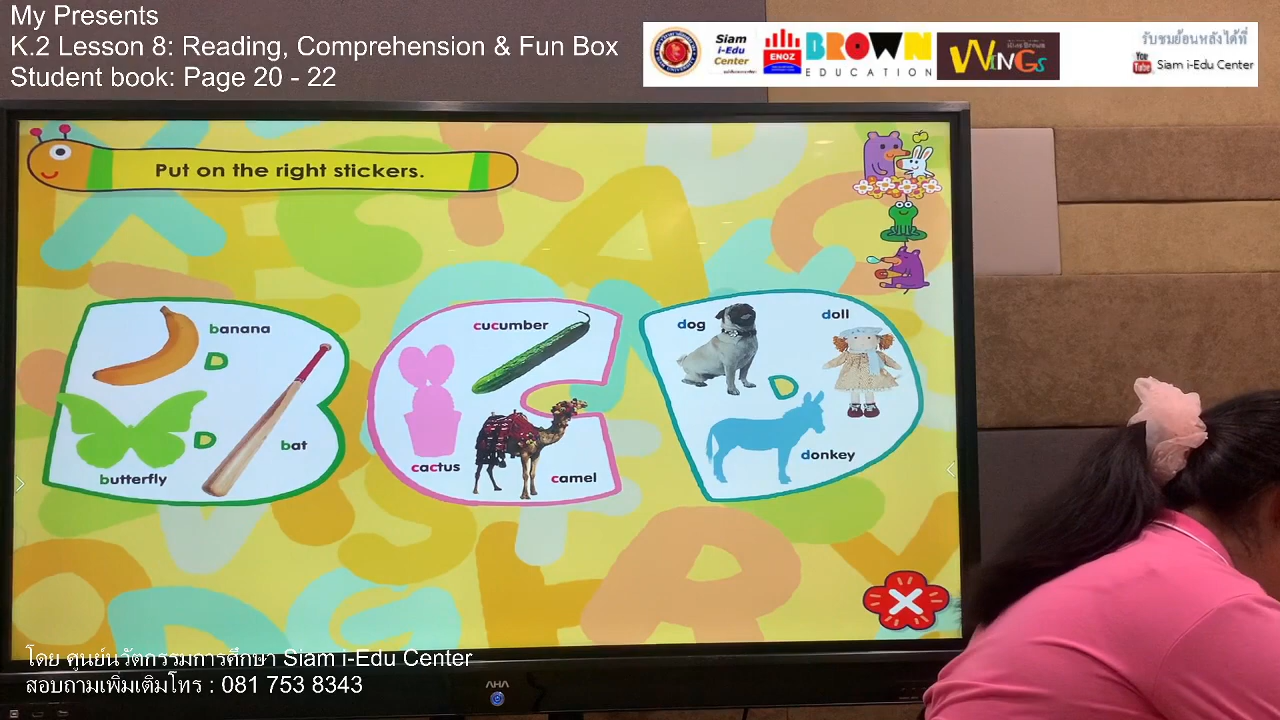 My Presents
K.2 Lesson 8: Reading, Comprehension & Fun Box
Student book: Page 20 - 22
Siam
i-Edu
Center
ENOZ
BROWN
EDUCATION
WINGS
รับชมย้อนหลังได้ที่
You
Tube
Siam i-Edu Center
Put on the right stickers.
banana
butterfly
bat
cucumber
cactus
camel
dog
doll
donkey
โดย ศูนย์นวัตกรรมการศึกษา Siam i-Edu Center
สอบถามเพิ่มเติมโทร : 081 753 8343
AHA